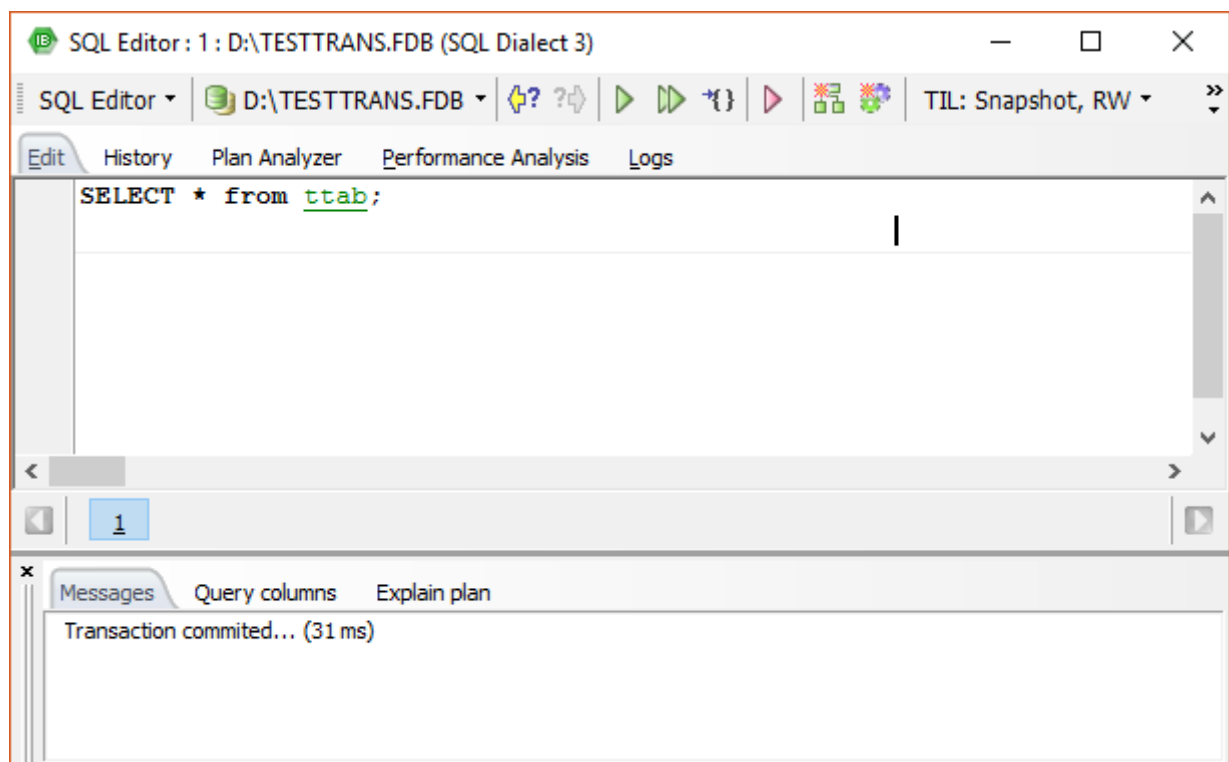 SQL Editor : 1 : D:\TESTTRANS.FDB (SQL Dialect 3)
SQL Editor D:\TESTTRANS.FDB TIL: Snapshot, RW
Edit History Plan Analyzer Performance Analysis Logs
SELECT * from ttab;
1
Messages Query columns Explain plan
Transaction commited... (31 ms)